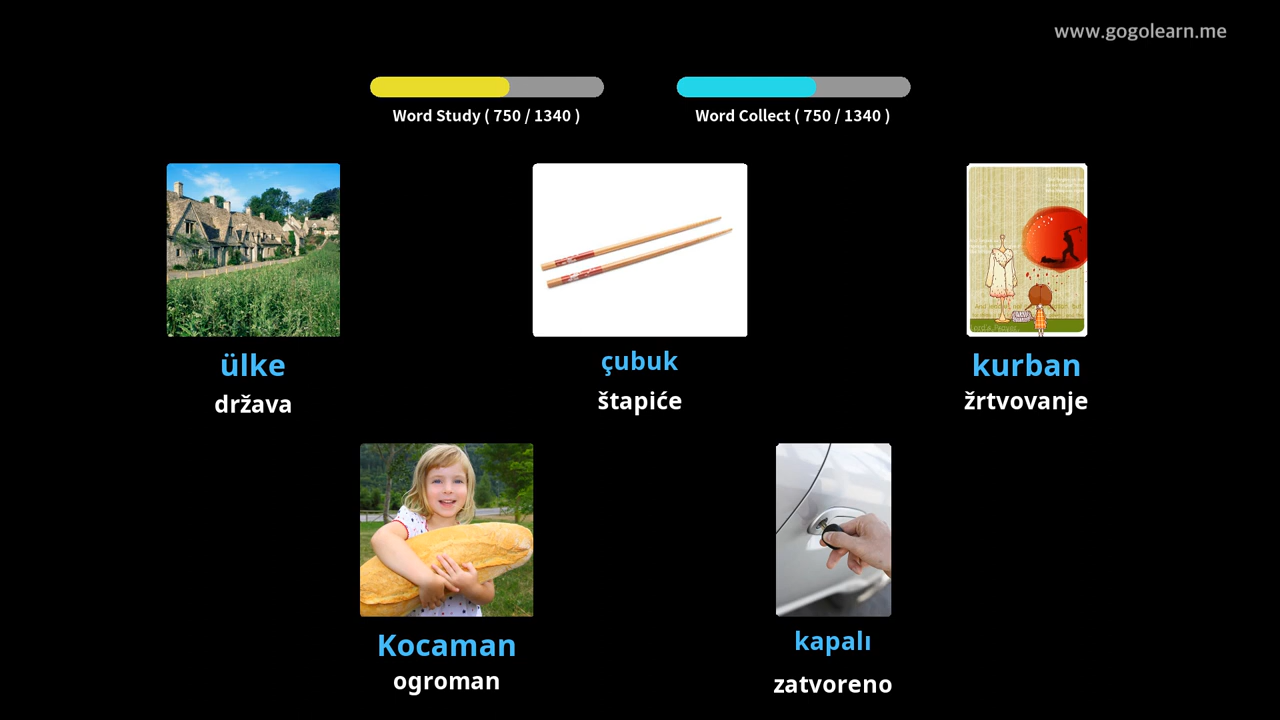 www.gogolearn.me
Word Study ( 750 / 1340 )
Word Collect ( 750 / 1340 )
ülke
država
çubuk
štapiće
kurban
žrtvovanje
Kocaman
ogroman
kapalı
zatvoreno